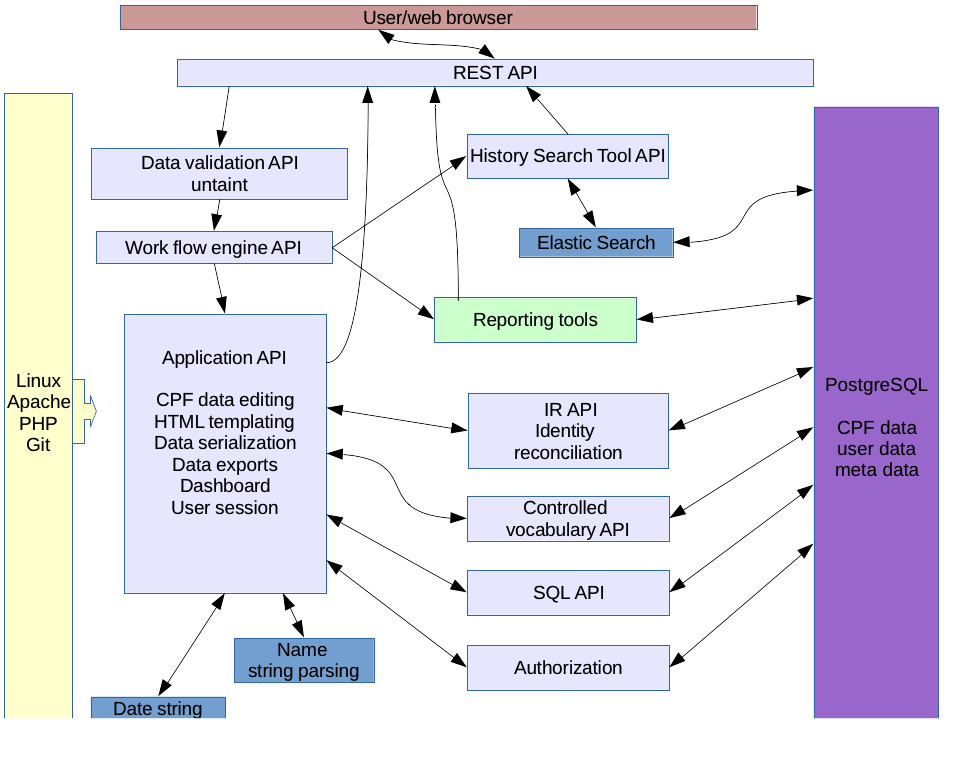 User/web browser
REST API
Data validation API
untaint
History Search Tool API
Work flow engine API
Elastic Search
Reporting tools
Linux
Apache
PHP
Git
Application API
CPF data editing
HTML templating
Data serialization
Data exports
Dashboard
User session
IR API
Identity
reconciliation
Controlled
vocabulary API
SQL API
Authorization
PostgreSQL
CPF data
user data
meta data
Name
string parsing
Date string